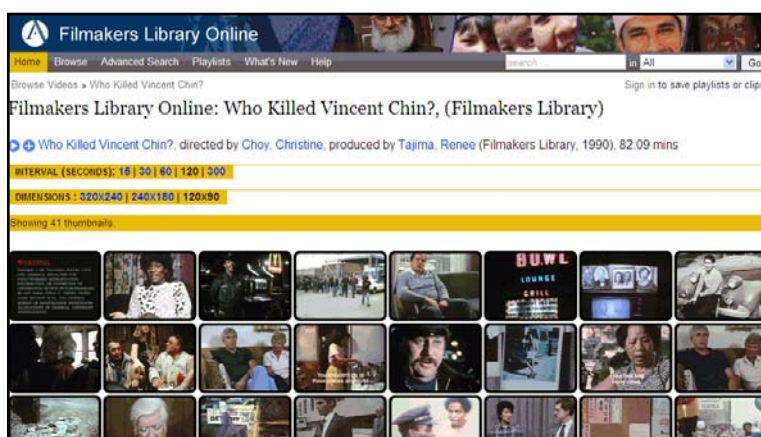 Filmakers Library Online
Home Browse Advanced Search Playlists What's New Help search ... in All Go
Browse Videos » Who Killed Vincent Chin? Sign in to save playlists or clips
Filmakers Library Online: Who Killed Vincent Chin?, (Filmakers Library)
Who Killed Vincent Chin?, directed by Choy, Christine, produced by Tajima, Renee (Filmakers Library, 1990), 82:09 mins
INTERVAL (SECONDS): 15 | 30 | 60 | 120 | 300
DIMENSIONS : 320X240 | 240X180 | 120X90
Showing 41 thumbnails.
BOWL
LOUNGE
GRILL